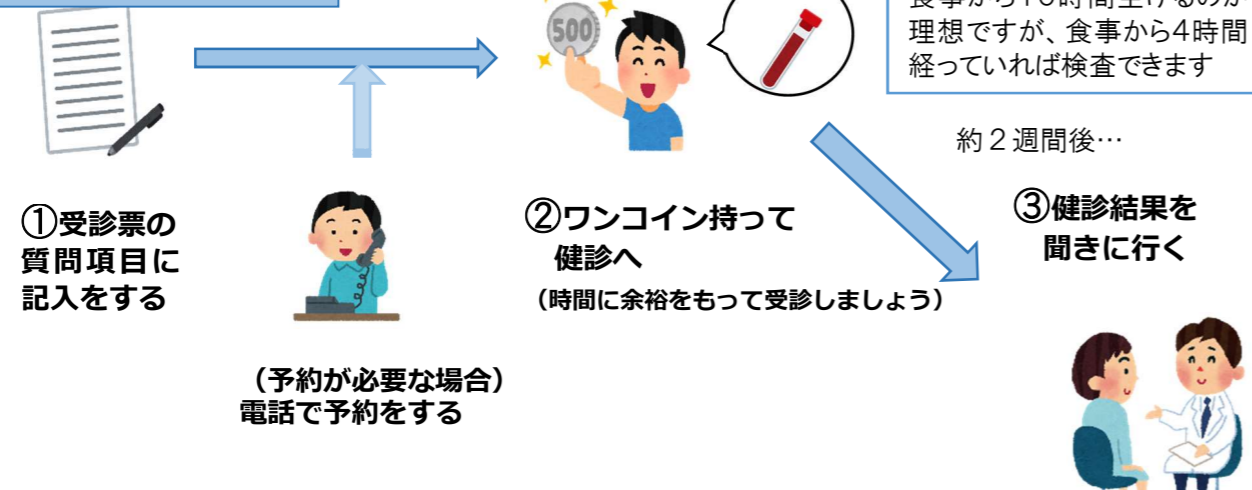 500
食事から10時間空けるのが
理想ですが、食事から4時間
経っていれば検査できます
約２週間後…
①受診票の
質問項目に
記入をする
②ワンコイン持って
健診へ
（時間に余裕をもって受診しましょう）
③健診結果を
聞きに行く
（予約が必要な場合）
電話で予約をする